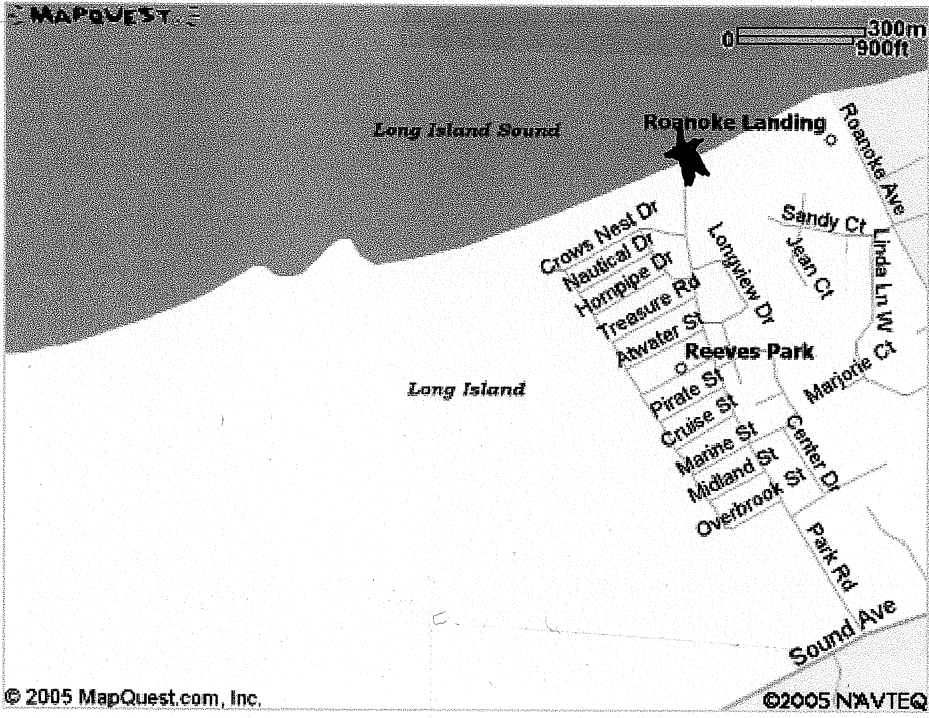 MAPQUEST
0 300m
900ft
Long Island Sound
Roanoke Landing
Roanoke Ave
Crows Nest Dr
Sandy Ct
Nautical Dr
Longview Dr
Jean Ct
Linda Ln W
Hornpipe Dr
Treasure Rd
Atwater St
Reeves Park
Long Island
Pirate St
Marjorie Ct
Cruise St
Marine St
Center Dr
Midland St
Overbrook St
Park Rd
Sound Ave
© 2005 MapQuest.com, Inc.
©2005 NAVTEQ